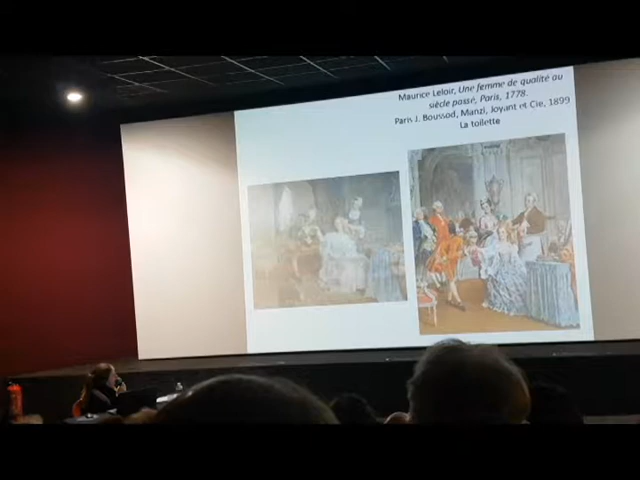 Maurice Leloir, Une femme de qualité au
siècle passé, Paris, 1778.
Paris J. Boussod, Manzi, Joyant et Cie, 1899
La toilette